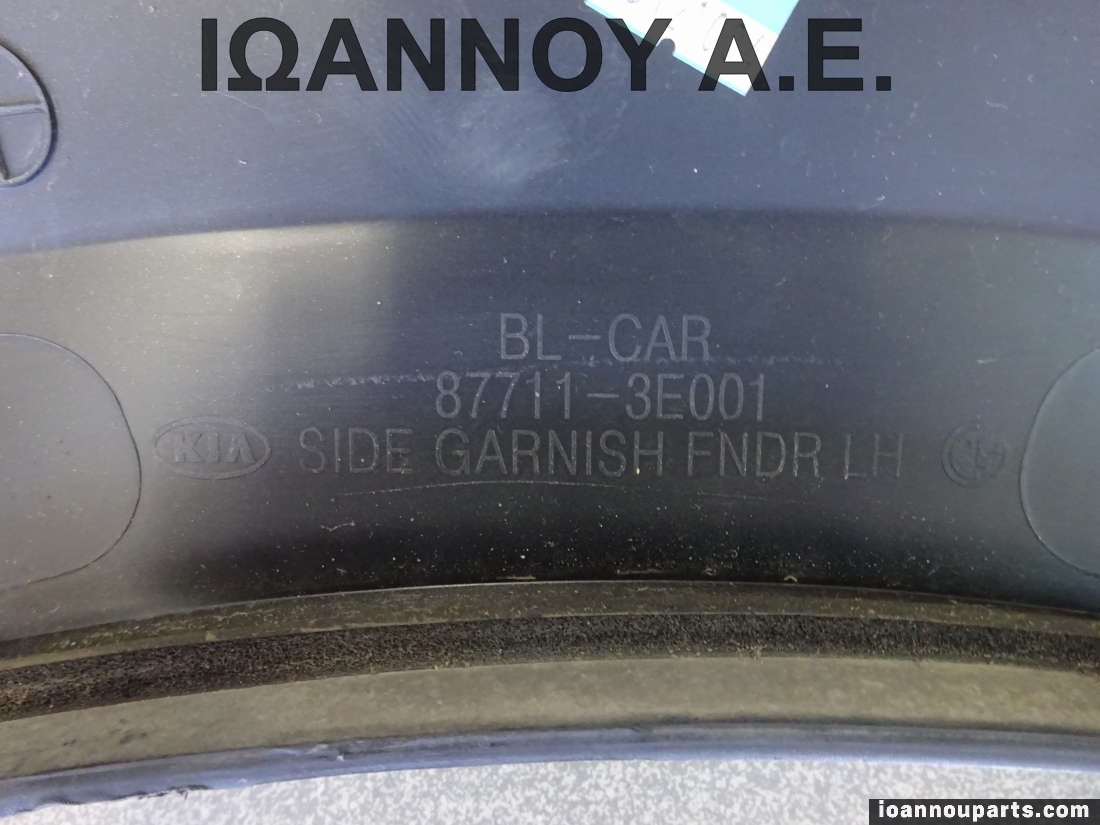 ΙΩΑΝΝΟΥ Α.Ε.
BL-CAR
87711-3E001
KIA SIDE GARNISH FNDR LH
ioannouparts.com